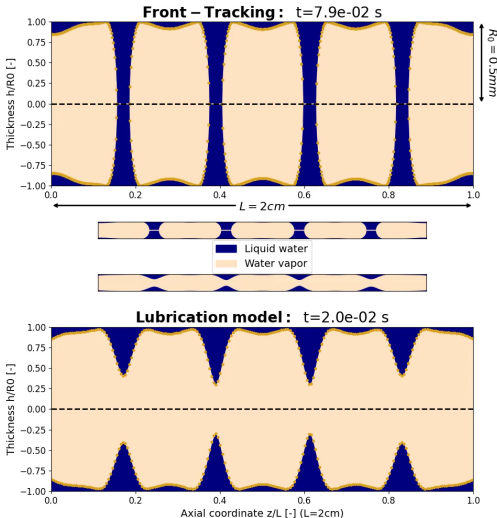 Front − Tracking : t=7.9e-02 s
Thickness h/R0 [-]
1.00
0.75
0.50
0.25
0.00
−0.25
−0.50
−0.75
−1.00
0.0 0.2 0.4 0.6 0.8 1.0
R₀ = 0.5mm
L = 2cm
Liquid water
Water vapor
Lubrication model : t=2.0e-02 s
Thickness h/R0 [-]
1.00
0.75
0.50
0.25
0.00
−0.25
−0.50
−0.75
−1.00
0.0 0.2 0.4 0.6 0.8 1.0
Axial coordinate z/L [-] (L=2cm)